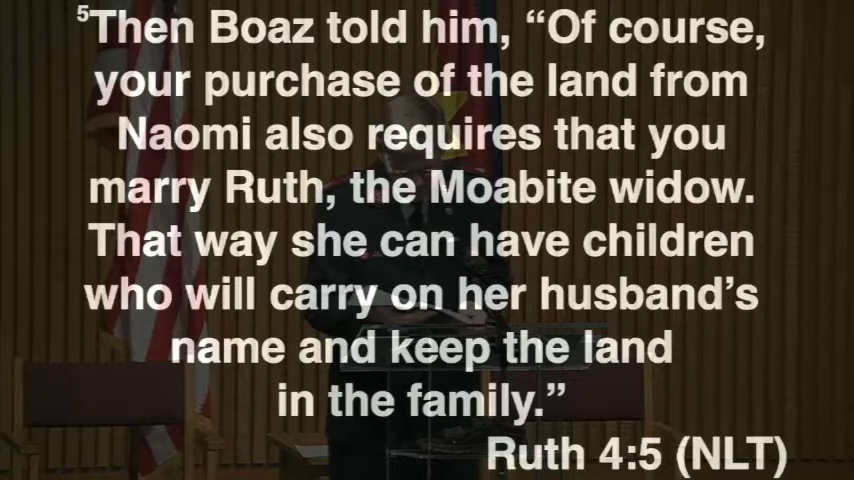 5Then Boaz told him, “Of course,
your purchase of the land from
Naomi also requires that you
marry Ruth, the Moabite widow.
That way she can have children
who will carry on her husband’s
name and keep the land
in the family.”
Ruth 4:5 (NLT)